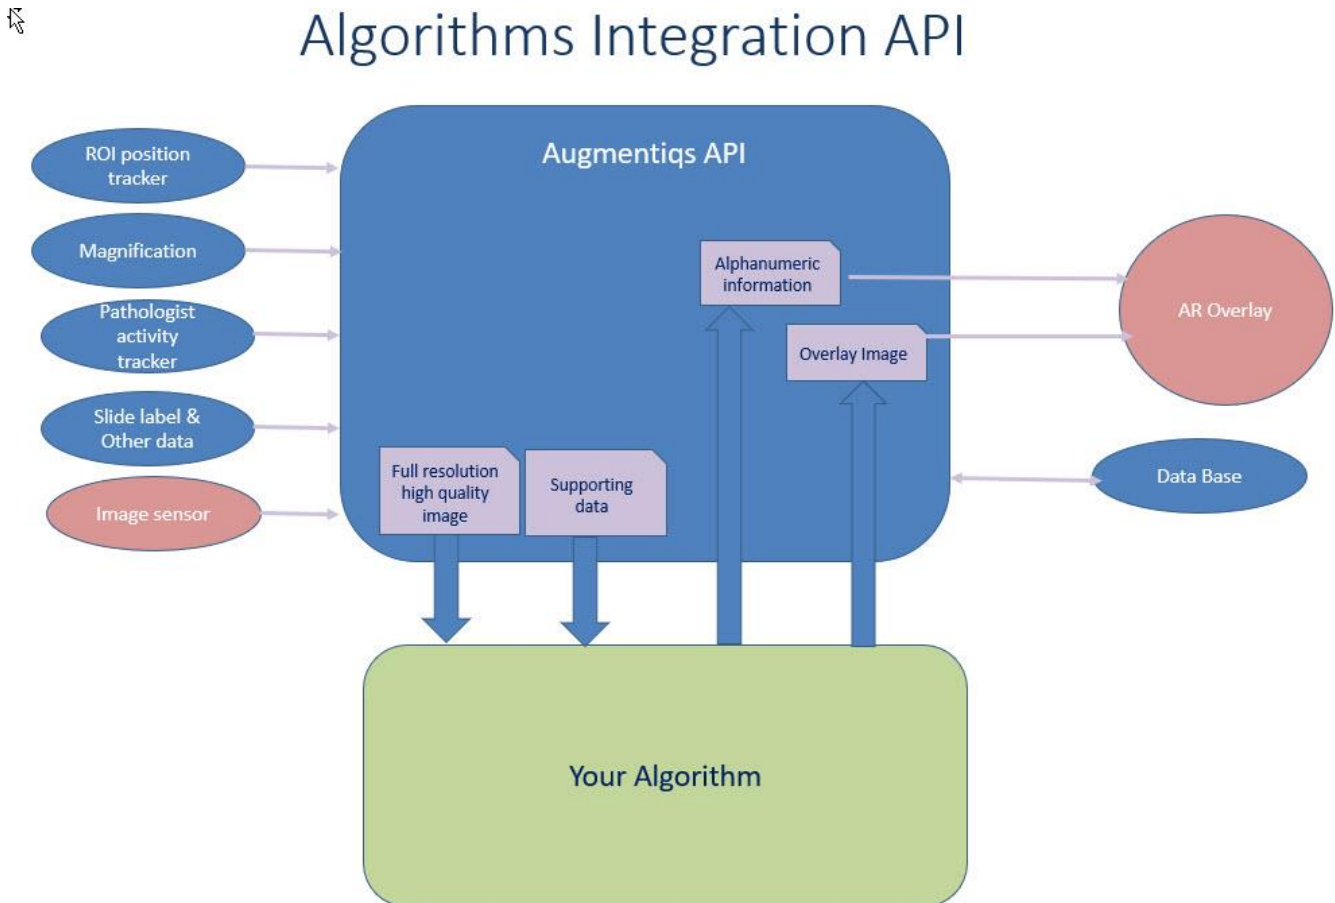 Algorithms Integration API
Augmentiqs API
ROI position
tracker
Magnification
Pathologist
activity
tracker
Slide label &
Other data
Image sensor
Full resolution
high quality
image
Supporting
data
Alphanumeric
information
Overlay Image
AR Overlay
Data Base
Your Algorithm